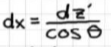 dx = dz' / cos θ